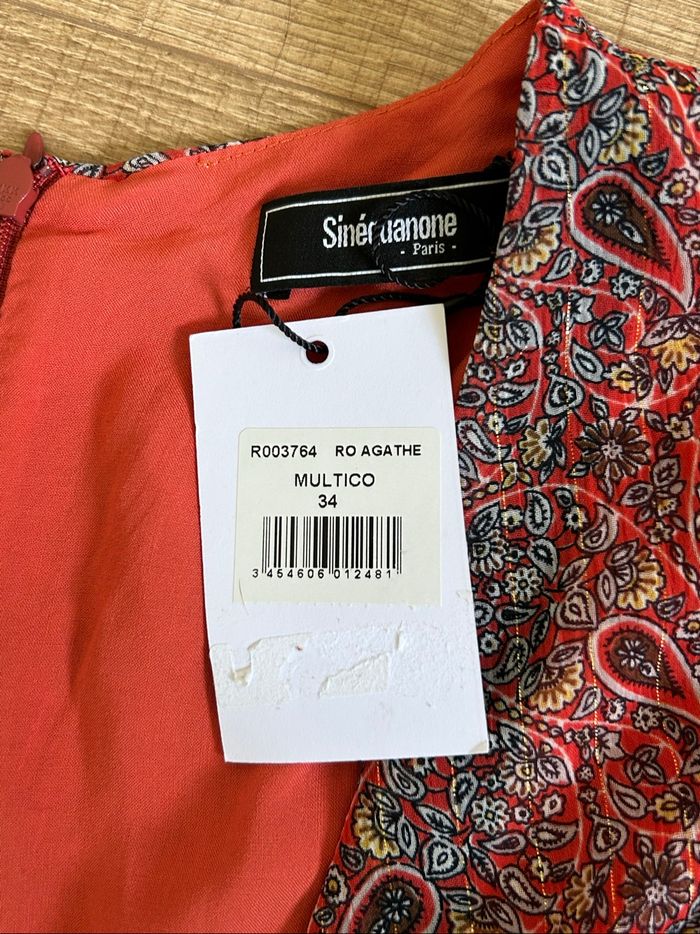 Sinéquanone
- Paris -
R003764 RO AGATHE
MULTICO
34
3 454606 012481